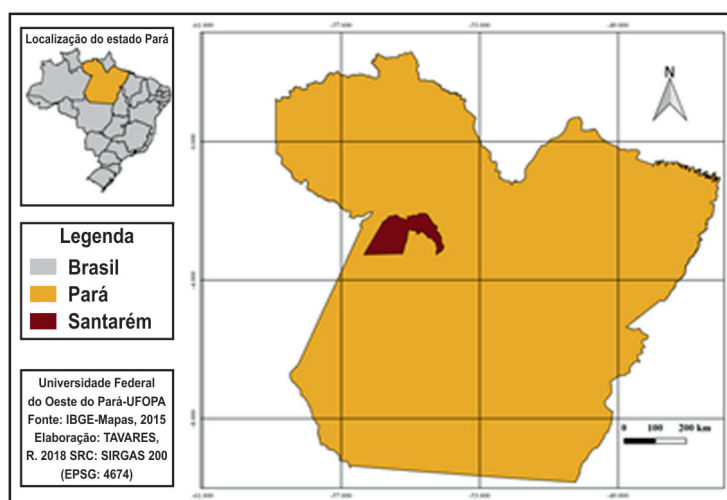 Localização do estado Pará
Legenda
Brasil
Pará
Santarém
Universidade Federal
do Oeste do Pará-UFOPA
Fonte: IBGE-Mapas, 2015
Elaboração: TAVARES,
R. 2018 SRC: SIRGAS 200
(EPSG: 4674)
N
0 100 200 km